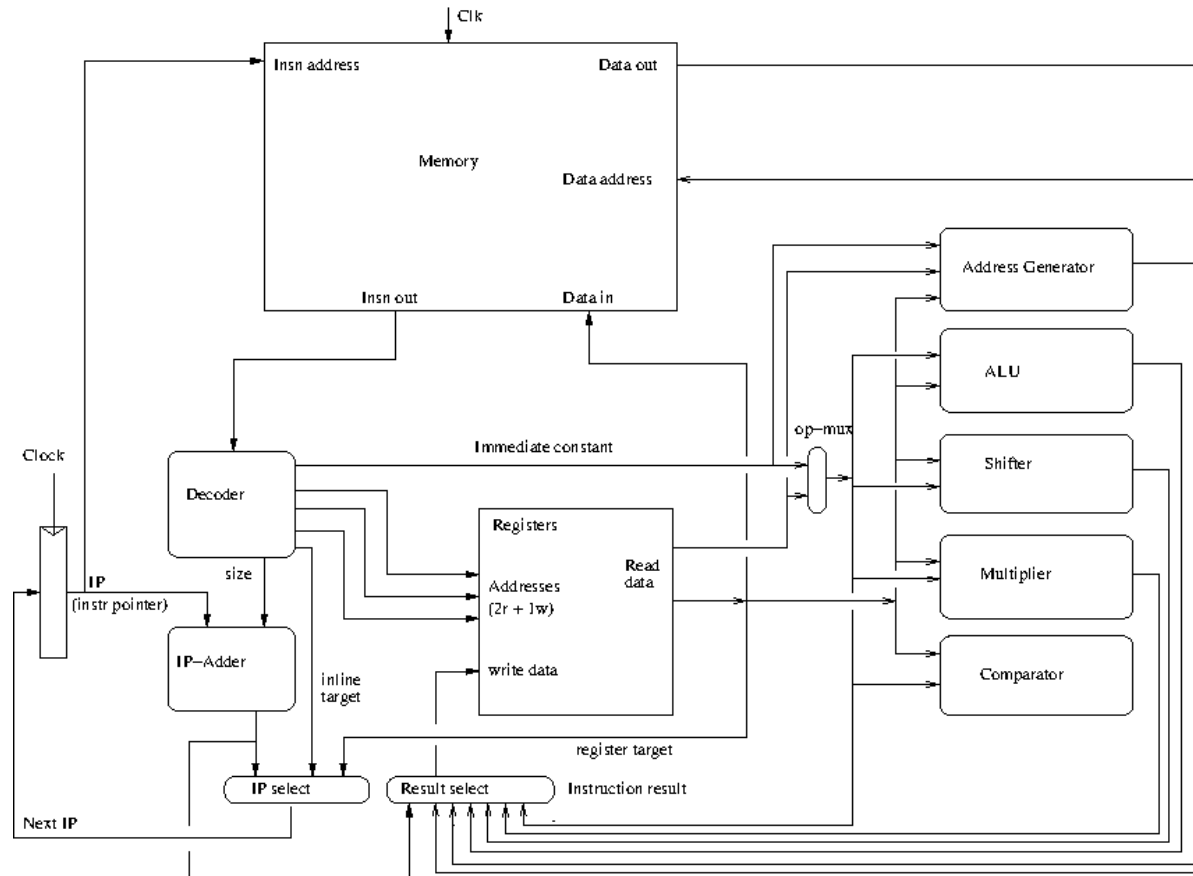 Clk
Insn address
Data out
Memory
Data address
Insn out
Data in
Address Generator
ALU
op-mux
Immediate constant
Clock
Decoder
Shifter
Registers
size
Read
data
IP
(instr pointer)
Addresses
(2r + 1w)
Multiplier
IP-Adder
write data
inline
target
Comparator
register target
IP select
Result select
Instruction result
Next IP